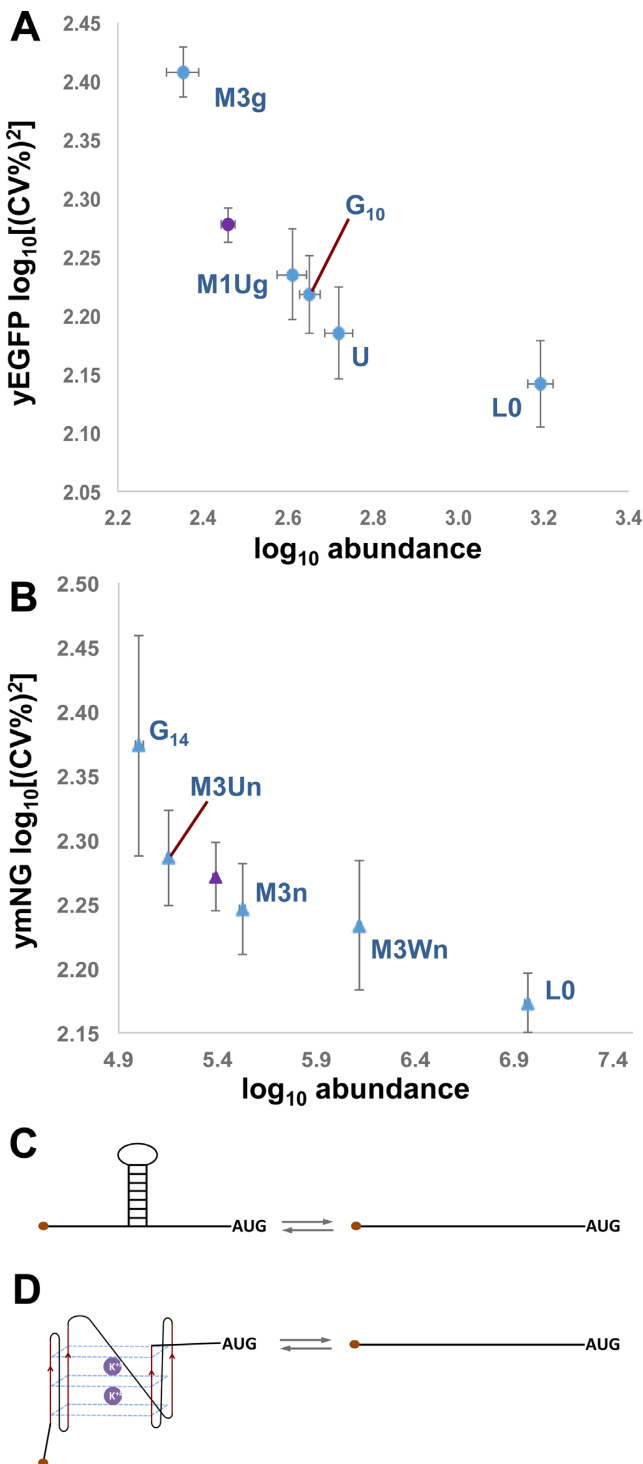 A
yEGFP log₁₀[(CV%)²]
2.45
2.40
2.35
2.30
2.25
2.20
2.15
2.10
2.05
M3g
G₁₀
M1Ug
U
L0
2.2 2.4 2.6 2.8 3.0 3.2 3.4
log₁₀ abundance
B
ymNG log₁₀[(CV%)²]
2.50
2.45
2.40
2.35
2.30
2.25
2.20
2.15
G₁₄
M3Un
M3n
M3Wn
L0
4.9 5.4 5.9 6.4 6.9 7.4
log₁₀ abundance
C
AUG AUG
D
AUG AUG
K⁺
K⁺